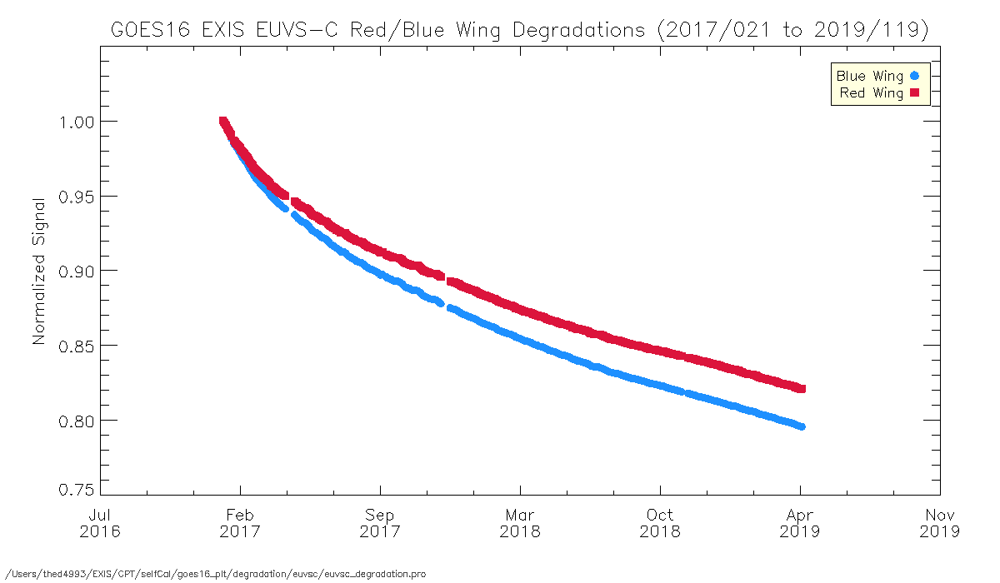 GOES16 EXIS EUVS-C Red/Blue Wing Degradations (2017/021 to 2019/119)
Blue Wing
Red Wing
1.00
0.95
0.90
0.85
0.80
0.75
Normalized Signal
Jul Feb Sep Mar Oct Apr Nov
2016 2017 2017 2018 2018 2019 2019
/Users/thed4993/EXIS/CPT/selfCal/goes16_plt/degradation/euvsc/euvsc_degradation.pro